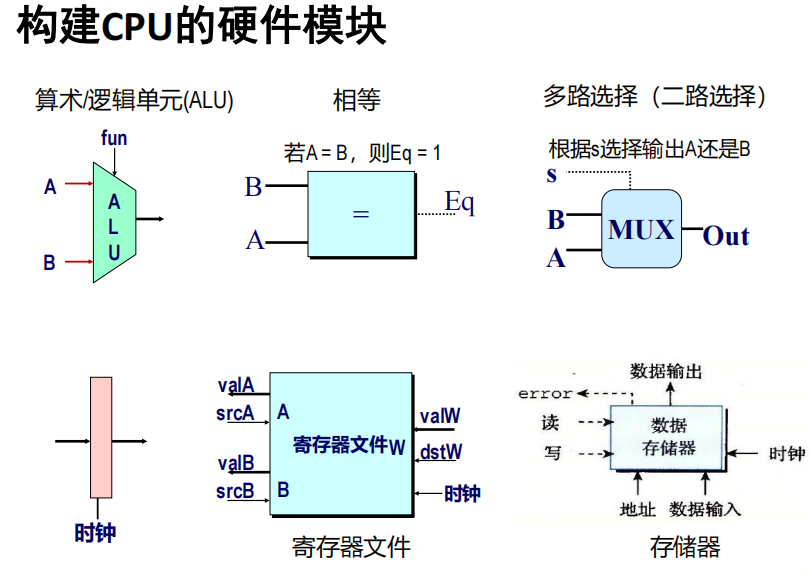 构建CPU的硬件模块
算术/逻辑单元(ALU)
fun
A
B
A
L
U
相等
若A = B，则Eq = 1
B
A
=
Eq
多路选择（二路选择）
根据s选择输出A还是B
s
B
A
MUX
Out
时钟
valA
srcA
valB
srcB
A
B
寄存器文件W
valW
dstW
时钟
寄存器文件
数据输出
error
读
写
数据
存储器
时钟
地址 数据输入
存储器